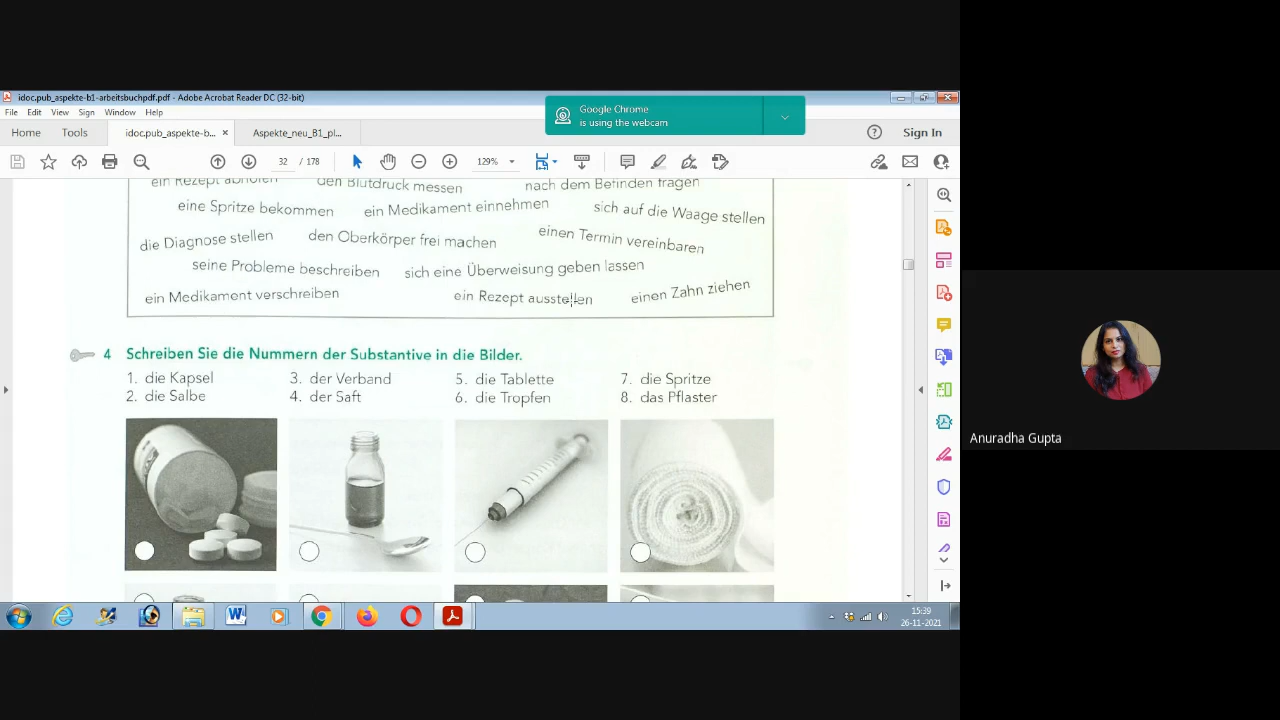 idoc.pub_aspekte-b1-arbeitsbuchpdf.pdf - Adobe Acrobat Reader DC (32-bit)
File Edit View Sign Window Help
Google Chrome
is using the webcam
Home Tools idoc.pub_aspekte-b... × Aspekte_neu_B1_pl... Sign In
32 / 178 129%
ein Rezept abholen den Blutdruck messen nach dem Befinden fragen
eine Spritze bekommen ein Medikament einnehmen sich auf die Waage stellen
die Diagnose stellen den Oberkörper frei machen einen Termin vereinbaren
seine Probleme beschreiben sich eine Überweisung geben lassen
ein Medikament verschreiben ein Rezept ausstellen einen Zahn ziehen
4 Schreiben Sie die Nummern der Substantive in die Bilder.
1. die Kapsel 3. der Verband 5. die Tablette 7. die Spritze
2. die Salbe 4. der Saft 6. die Tropfen 8. das Pflaster
Anuradha Gupta
15:39
26-11-2021